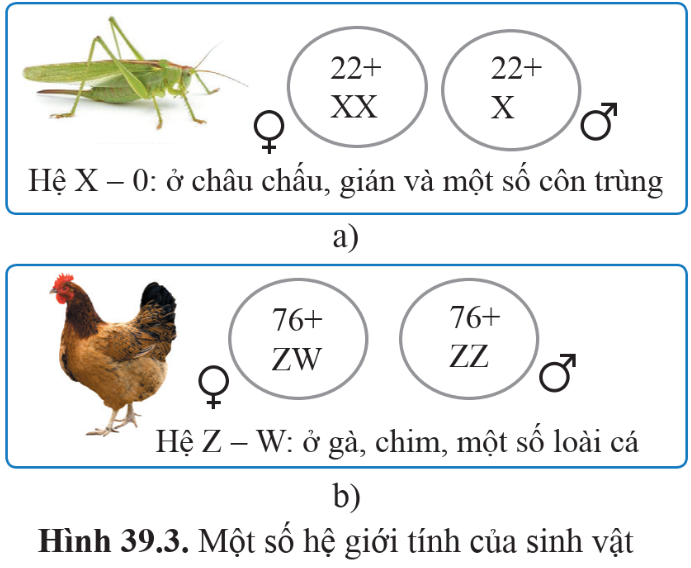 22+
XX
22+
X
♀
♂
Hệ X – 0: ở châu chấu, gián và một số côn trùng
a)
76+
ZW
76+
ZZ
♀
♂
Hệ Z – W: ở gà, chim, một số loài cá
b)
Hình 39.3. Một số hệ giới tính của sinh vật